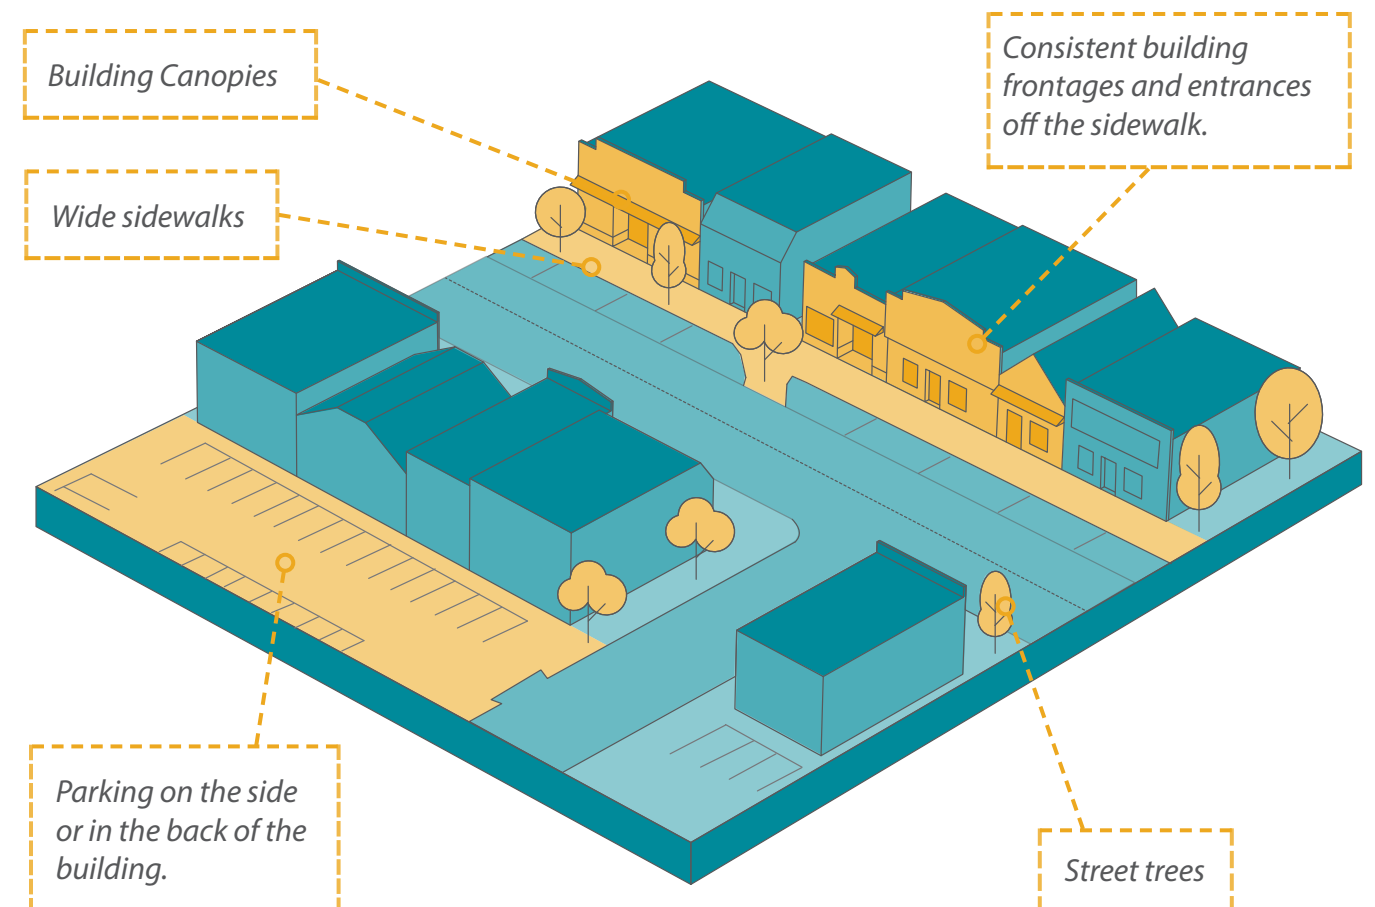 Building Canopies
Consistent building
frontages and entrances
off the sidewalk.
Wide sidewalks
Parking on the side
or in the back of the
building.
Street trees